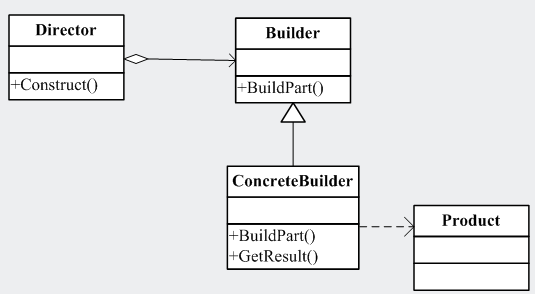 Director
+Construct()
Builder
+BuildPart()
ConcreteBuilder
+BuildPart()
+GetResult()
Product